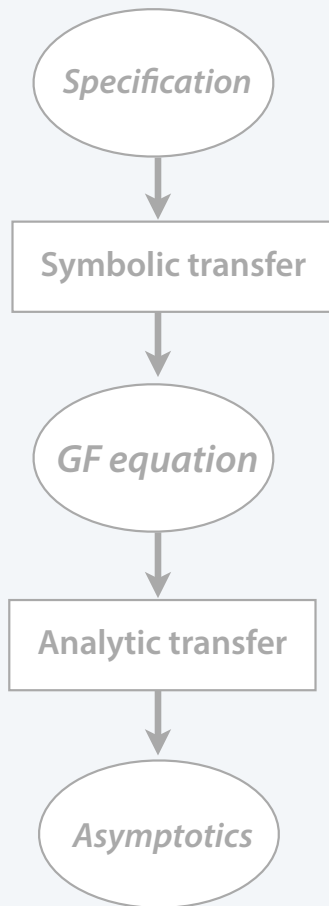 Specification
Symbolic transfer
GF equation
Analytic transfer
Asymptotics